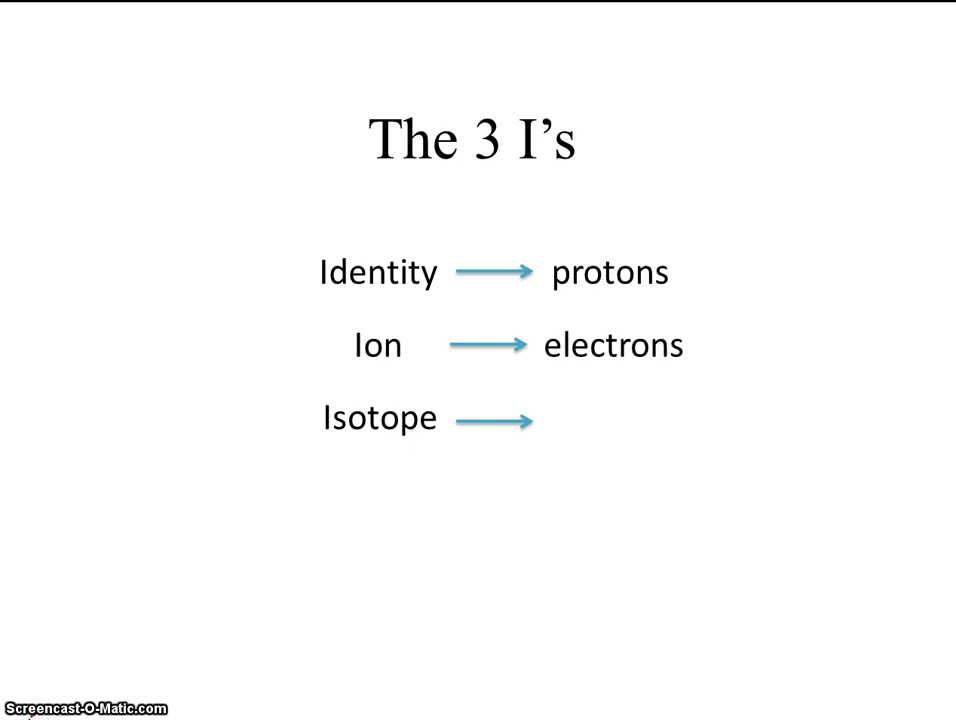 The 3 I’s
Identity protons
Ion electrons
Isotope
Screencast-O-Matic.com